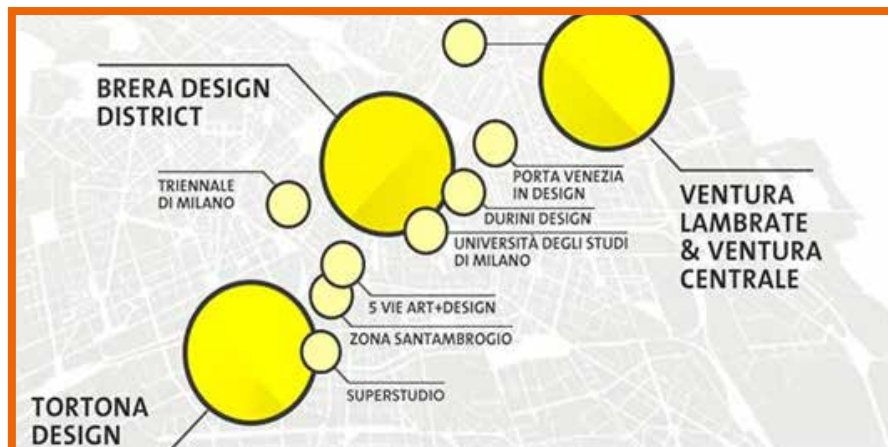 BRERA DESIGN
DISTRICT
TRIENNALE
DI MILANO
PORTA VENEZIA
IN DESIGN
DURINI DESIGN
UNIVERSITÀ DEGLI STUDI
DI MILANO
VENTURA
LAMBRATE
& VENTURA
CENTRALE
5 VIE ART+DESIGN
ZONA SANTAMBROGIO
SUPERSTUDIO
TORTONA
DESIGN